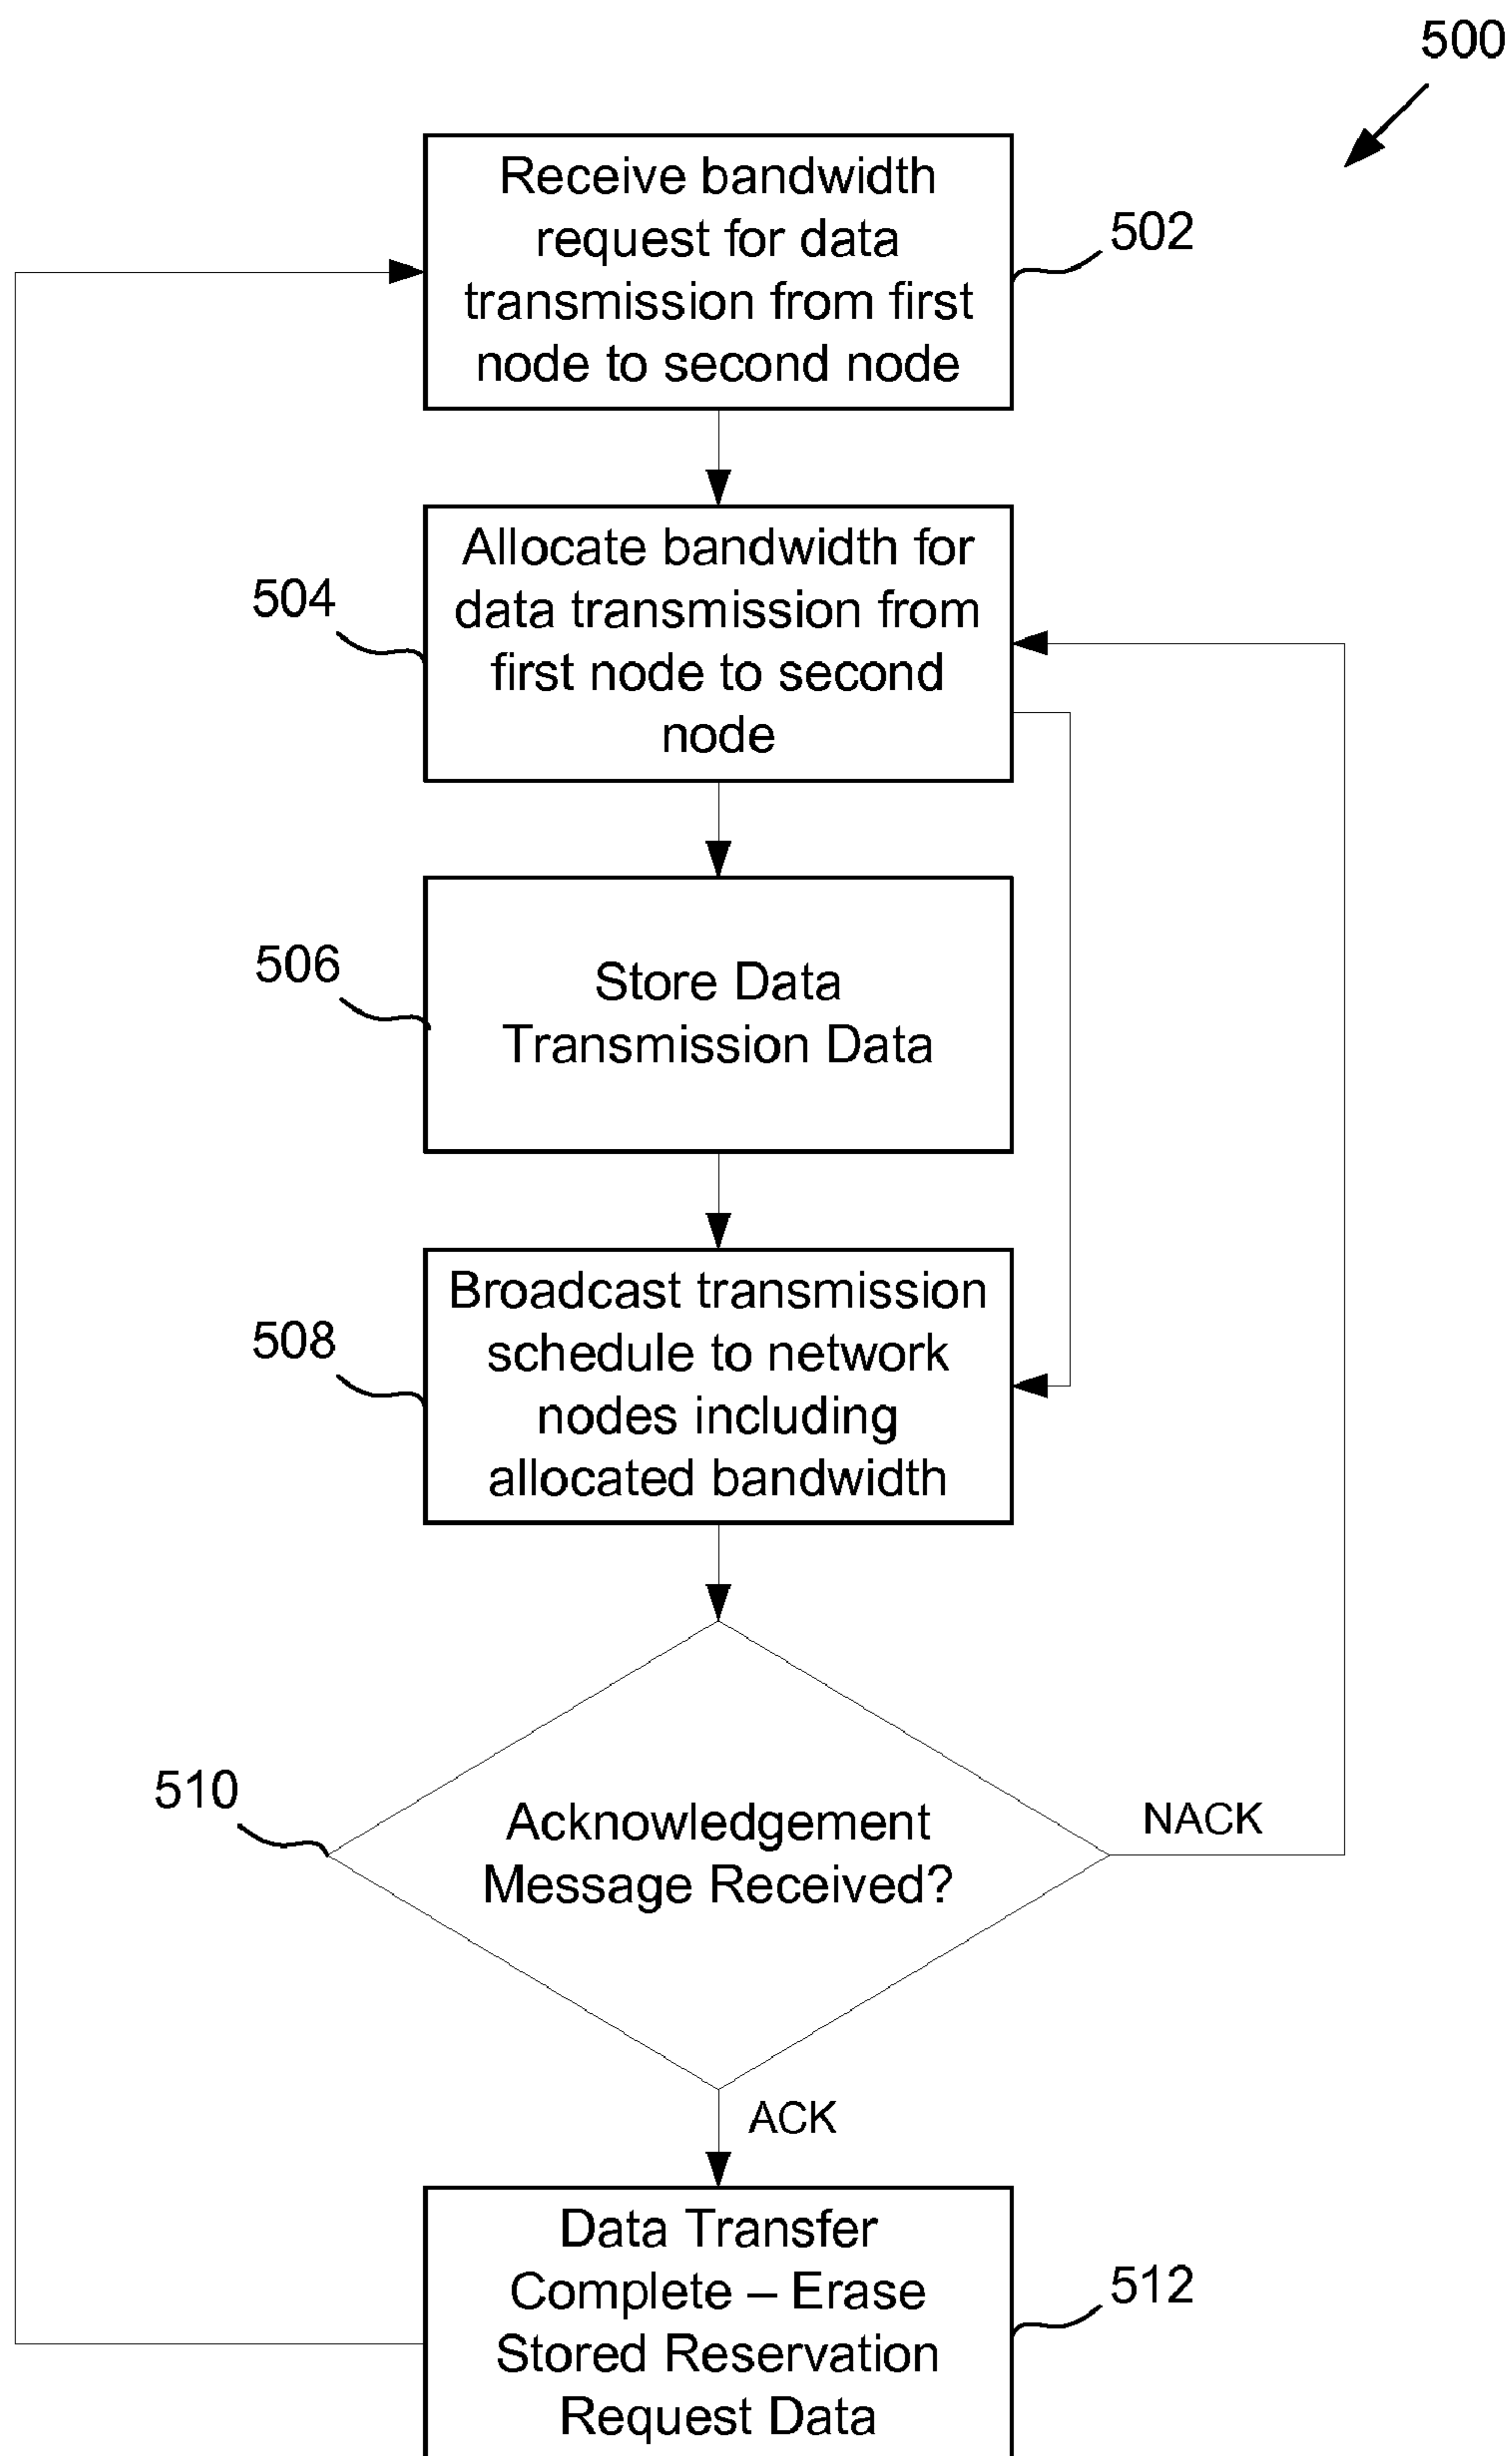 500
Receive bandwidth
request for data
transmission from first
node to second node
502
Allocate bandwidth for
data transmission from
first node to second
node
504
Store Data
Transmission Data
506
Broadcast transmission
schedule to network
nodes including
allocated bandwidth
508
Acknowledgement
Message Received?
510
NACK
ACK
Data Transfer
Complete – Erase
Stored Reservation
Request Data
512